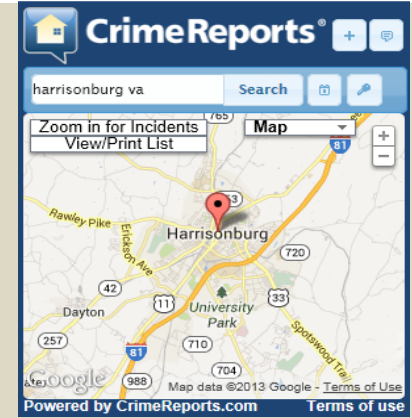 CrimeReports®
harrisonburg va
Search
Zoom in for Incidents
View/Print List
Map
81
Rawley Pike
Erickson Ave
Harrisonburg
720
42
Dayton
11
University
Park
33
257
81
710
Spotswood Trail
704
988
Google
Map data ©2013 Google - Terms of Use
Powered by CrimeReports.com
Terms of use